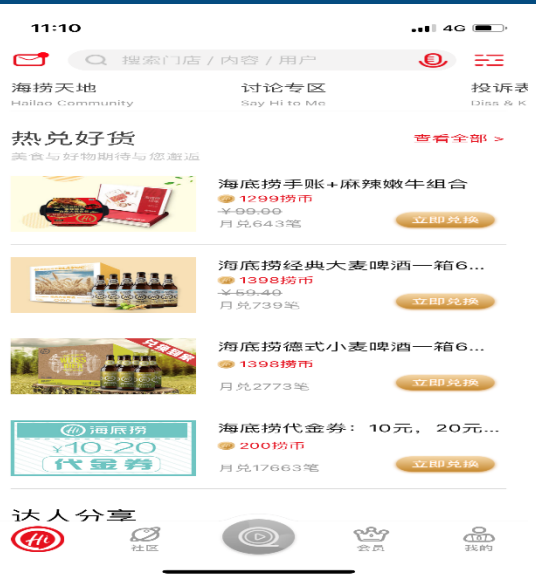 11:10
4G
搜索门店 / 内容 / 用户
海捞天地
讨论专区
投诉表
Hailao Community
Say Hi to Me
Diss & K
热兑好货
查看全部 >
美食与好物期待与您邂逅
海底捞手账+麻辣嫩牛组合
1299捞币
￥99.00
月兑643笔
立即兑换
海底捞经典大麦啤酒一箱6...
1398捞币
￥59.40
月兑739笔
立即兑换
兑换到家
海底捞德式小麦啤酒一箱6...
1398捞币
月兑2773笔
立即兑换
Hi 海底捞
¥10-20
代金券
海底捞代金券：10元，20元...
200捞币
月兑17663笔
立即兑换
达人分享
Hi
社区
会员
我的